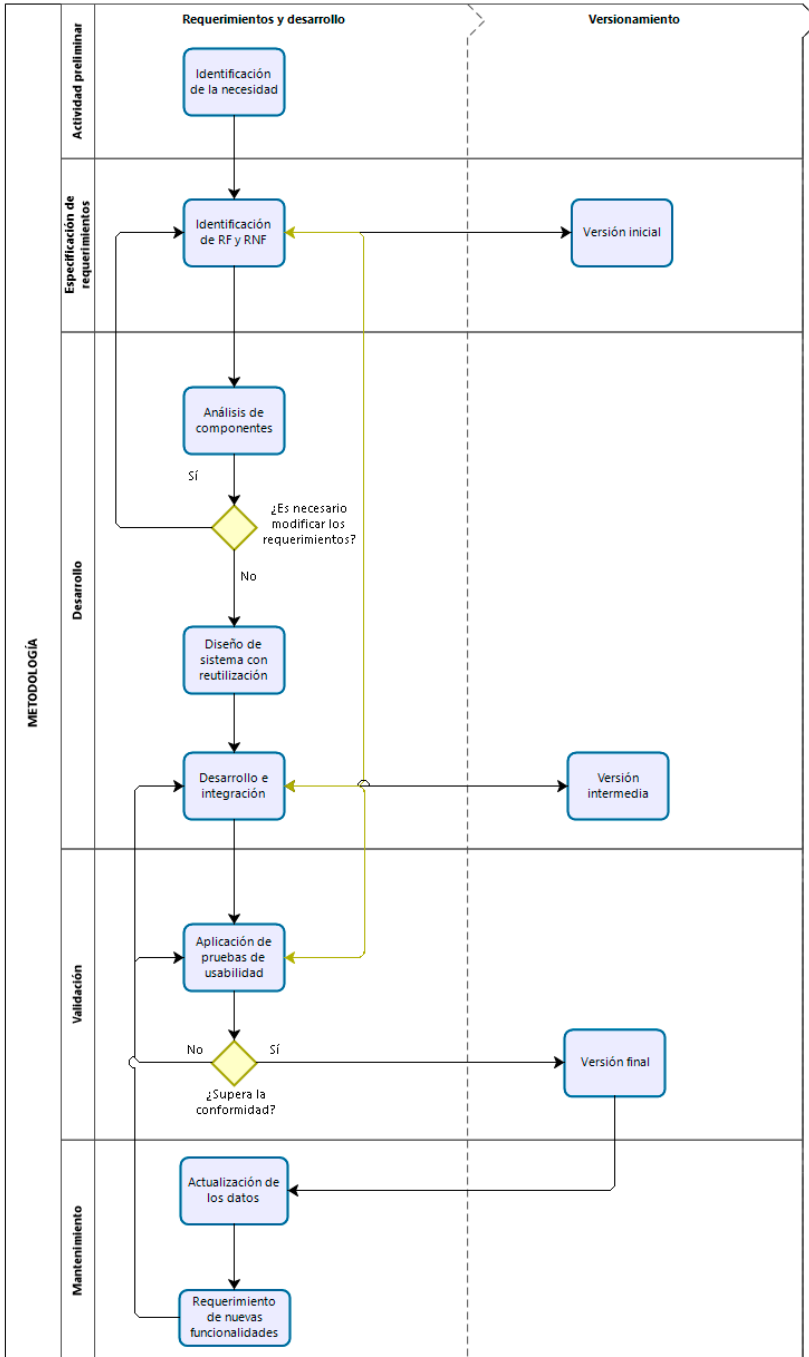 Requerimientos y desarrollo
Versionamiento
METODOLOGÍA
Actividad preliminar
Identificación
de la necesidad
Especificación de
requerimientos
Identificación
de RF y RNF
Versión inicial
Desarrollo
Análisis de
componentes
Sí
¿Es necesario
modificar los
requerimientos?
No
Diseño de
sistema con
reutilización
Desarrollo e
integración
Versión
intermedia
Validación
Aplicación de
pruebas de
usabilidad
No
Sí
¿Supera la
conformidad?
Versión final
Mantenimiento
Actualización de
los datos
Requerimiento
de nuevas
funcionalidades